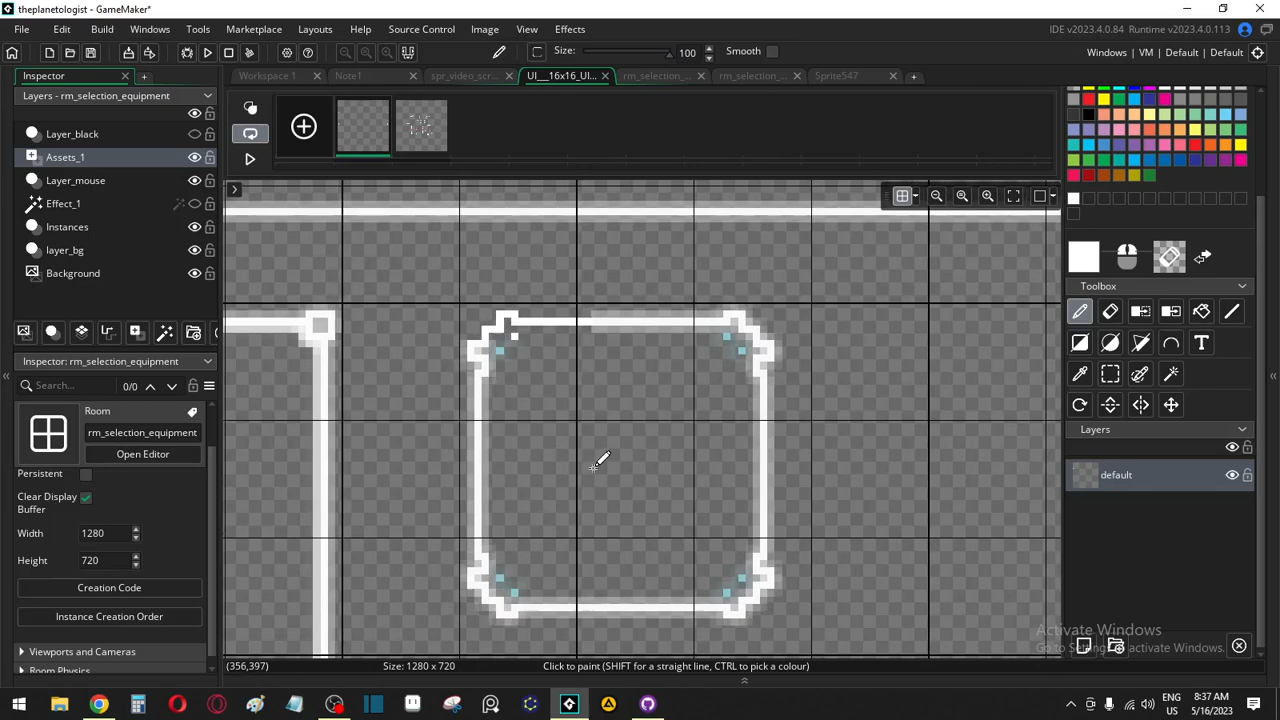 theplanetologist - GameMaker*
File Edit Build Windows Tools Marketplace Layouts Help Source Control Image View Effects
IDE v2023.4.0.84 Runtime v2023.4.0.113
Size: 100 Smooth
Windows | VM | Default | Default
Inspector
Workspace 1 Note1 spr_video_scr... UI__16x16_UI... rm_selection_... rm_selection_... Sprite547
Layers - rm_selection_equipment
Layer_black
Assets_1
Layer_mouse
Effect_1
Instances
layer_bg
Background
Inspector: rm_selection_equipment
Search... 0/0
Room
rm_selection_equipment
Open Editor
Persistent
Clear Display Buffer
Width 1280
Height 720
Creation Code
Instance Creation Order
Viewports and Cameras
Room Physics
Toolbox
T
Layers
default
Activate Windows
Go to Settings to activate Windows.
(356,397) Size: 1280 x 720 Click to paint (SHIFT for a straight line, CTRL to pick a colour)
ENG
US
8:37 AM
5/16/2023